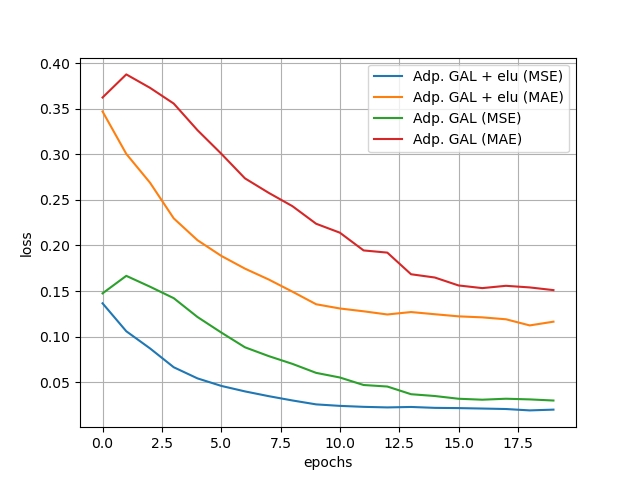 0.40
0.35
0.30
0.25
0.20
0.15
0.10
0.05
loss
Adp. GAL + elu (MSE)
Adp. GAL + elu (MAE)
Adp. GAL (MSE)
Adp. GAL (MAE)
0.0 2.5 5.0 7.5 10.0 12.5 15.0 17.5
epochs